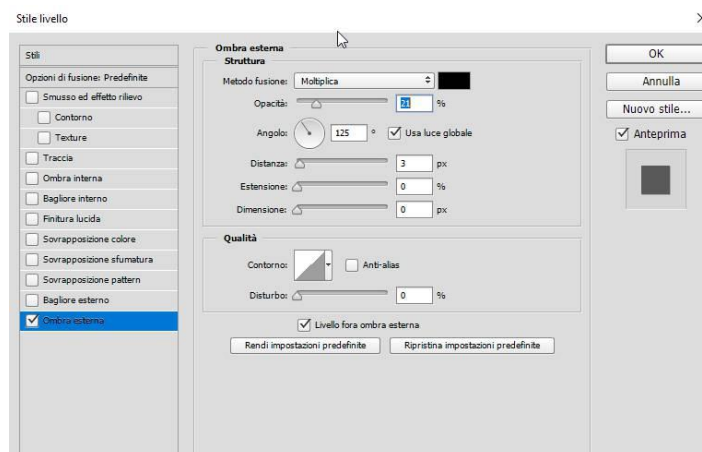 Stile livello
Stili
Opzioni di fusione: Predefinite
Smusso ed effetto rilievo
Contorno
Texture
Traccia
Ombra interna
Bagliore interno
Finitura lucida
Sovrapposizione colore
Sovrapposizione sfumatura
Sovrapposizione pattern
Bagliore esterno
Ombra esterna
Ombra esterna
Struttura
Metodo fusione: Moltiplica
Opacità: 21 %
Angolo: 125 ° Usa luce globale
Distanza: 3 px
Estensione: 0 %
Dimensione: 0 px
Qualità
Contorno: Anti-alias
Disturbo: 0 %
Livello fora ombra esterna
Rendi impostazioni predefinite Ripristina impostazioni predefinite
OK
Annulla
Nuovo stile...
Anteprima